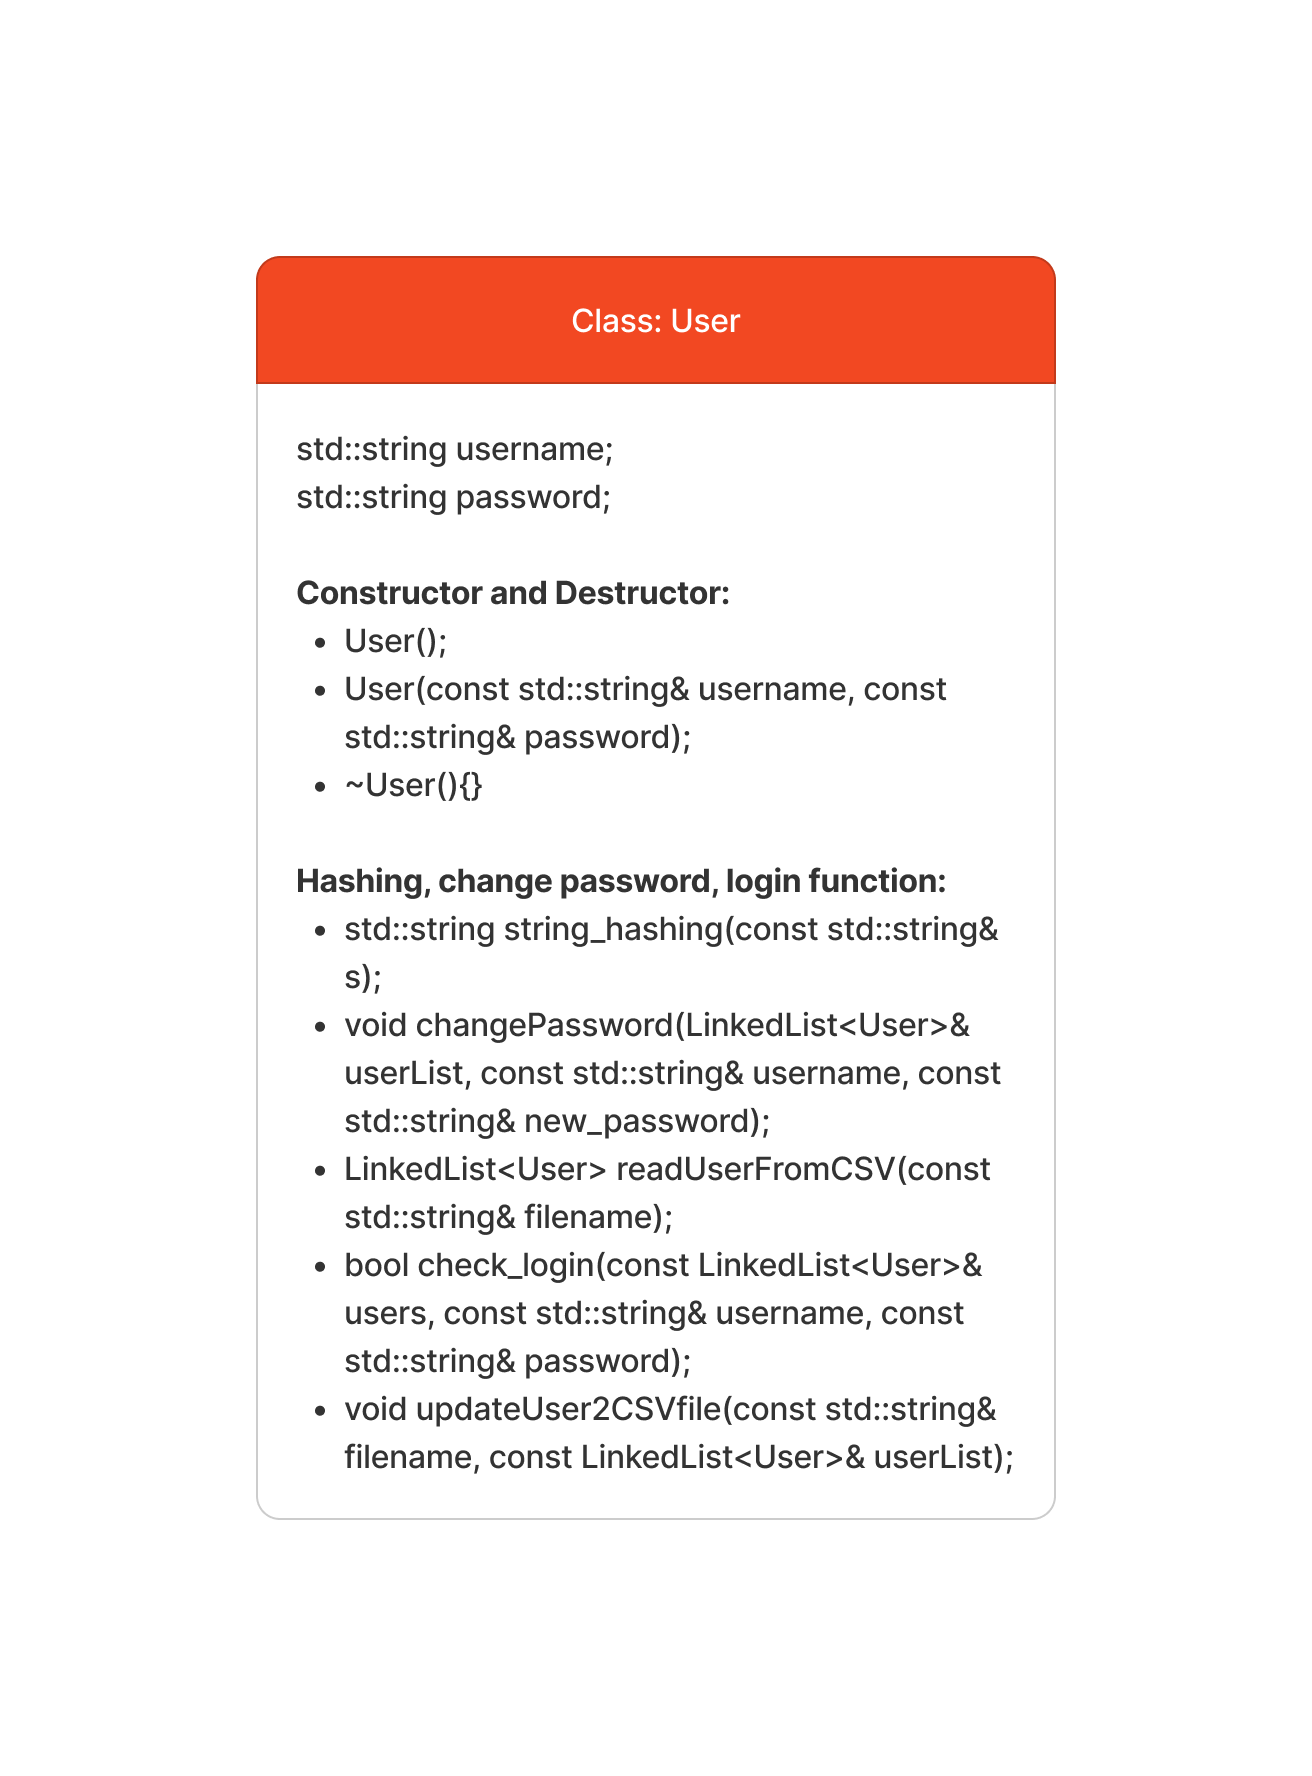 Class: User
std::string username;
std::string password;
Constructor and Destructor:
• User();
• User(const std::string& username, const
std::string& password);
• ~User(){}
Hashing, change password, login function:
• std::string string_hashing(const std::string&
s);
• void changePassword(LinkedList<User>&
userList, const std::string& username, const
std::string& new_password);
• LinkedList<User> readUserFromCSV(const
std::string& filename);
• bool check_login(const LinkedList<User>&
users, const std::string& username, const
std::string& password);
• void updateUser2CSVfile(const std::string&
filename, const LinkedList<User>& userList);